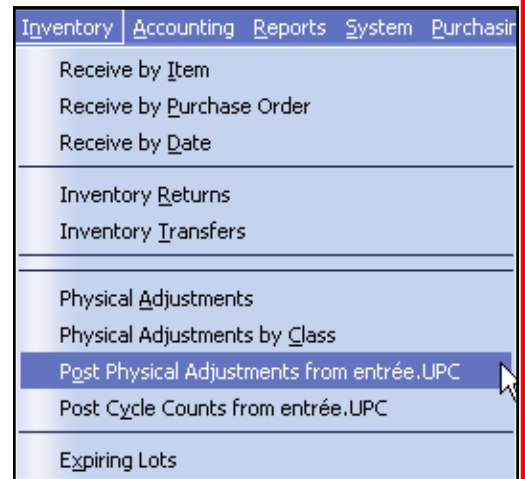 Inventory Accounting Reports System Purchasin
Receive by Item
Receive by Purchase Order
Receive by Date
Inventory Returns
Inventory Transfers
Physical Adjustments
Physical Adjustments by Class
Post Physical Adjustments from entrée.UPC
Post Cycle Counts from entrée.UPC
Expiring Lots